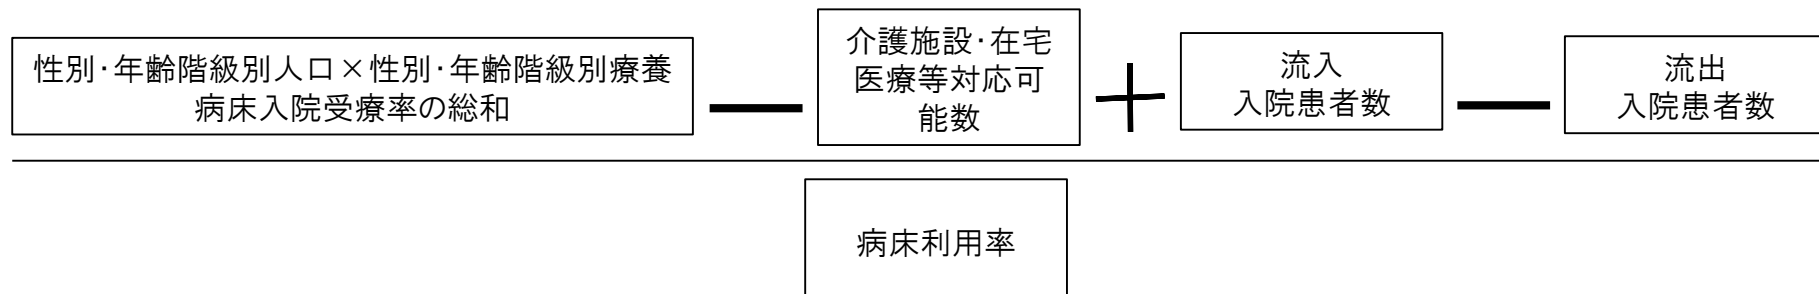 性別･年齢階級別人口×性別･年齢階級別療養
病床入院受療率の総和
介護施設･在宅
医療等対応可
能数
流入
入院患者数
流出
入院患者数
病床利用率